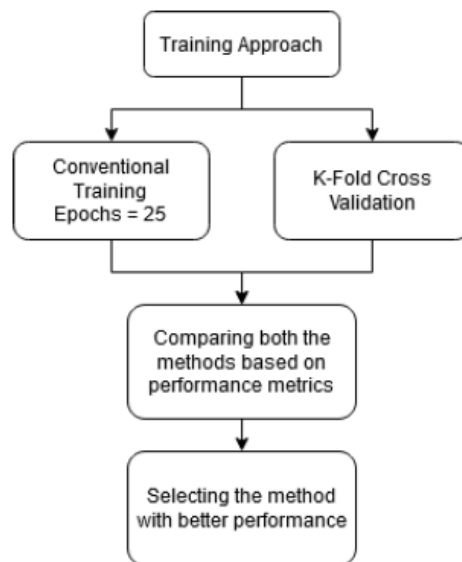 Training Approach
Conventional
Training
Epochs = 25
K-Fold Cross
Validation
Comparing both the
methods based on
performance metrics
Selecting the method
with better performance